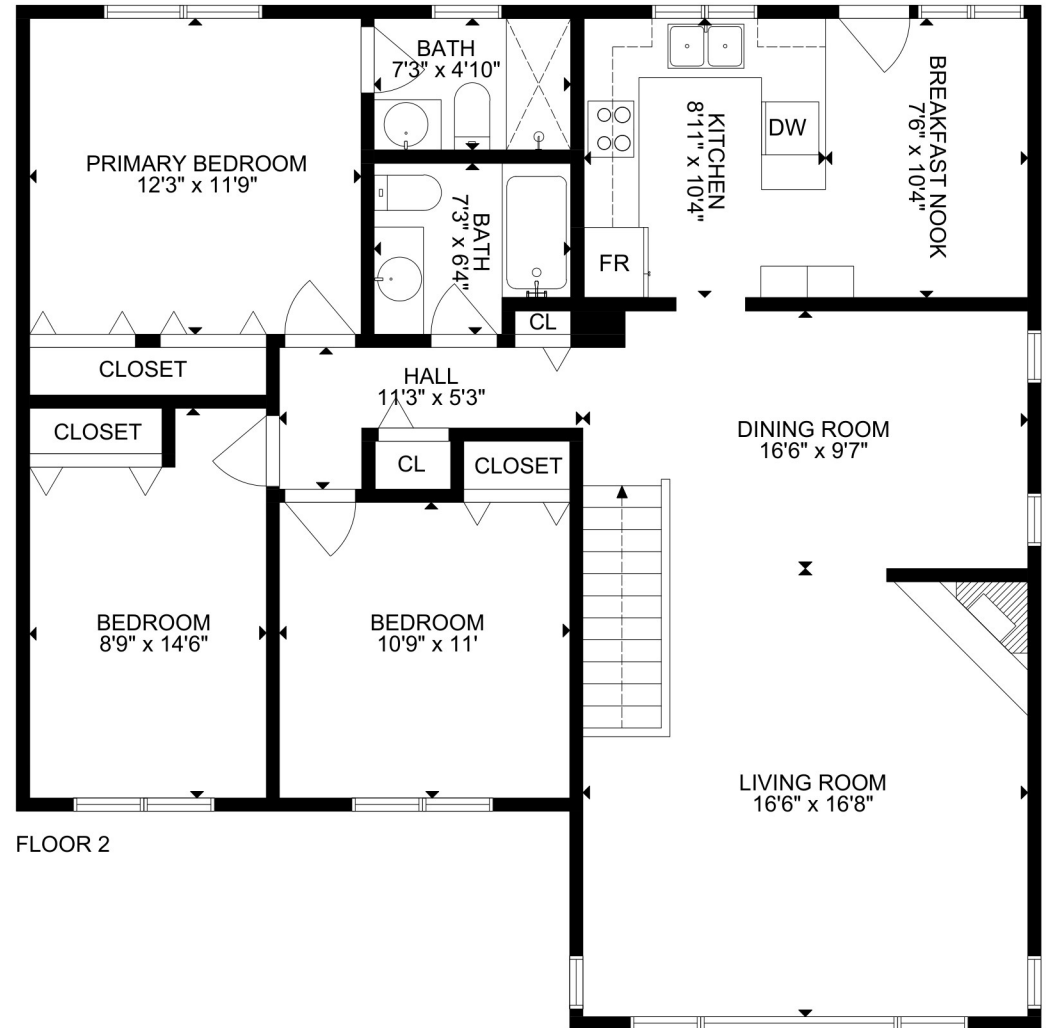 BATH
7'3" x 4'10"
PRIMARY BEDROOM
12'3" x 11'9"
BATH
7'3" x 6'4"
KITCHEN
8'11" x 10'4"
DW
BREAKFAST NOOK
7'6" x 10'4"
FR
CL
CLOSET
HALL
11'3" x 5'3"
CLOSET
CL
CLOSET
DINING ROOM
16'6" x 9'7"
BEDROOM
8'9" x 14'6"
BEDROOM
10'9" x 11'
LIVING ROOM
16'6" x 16'8"
FLOOR 2